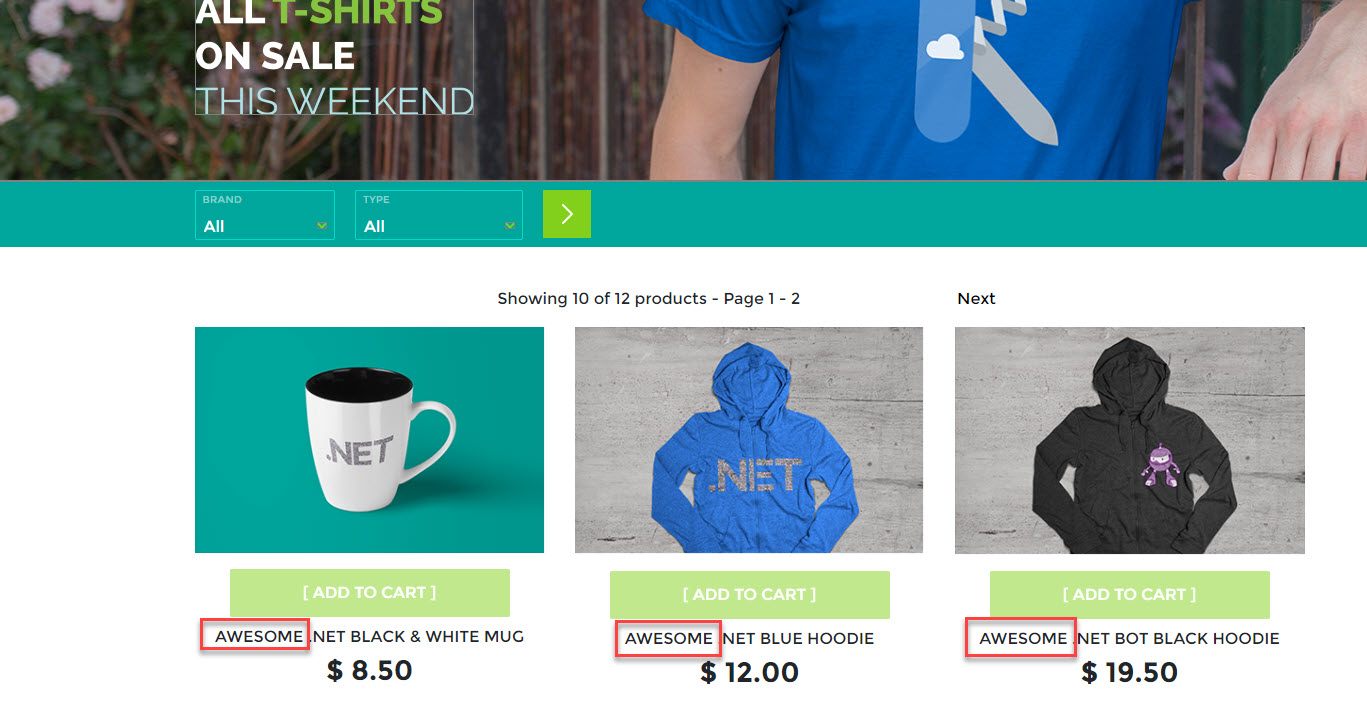 ALL T-SHIRTS
ON SALE
THIS WEEKEND
BRAND
All
TYPE
All
Showing 10 of 12 products - Page 1 - 2
Next
.NET
.NET
[ ADD TO CART ]
[ ADD TO CART ]
[ ADD TO CART ]
AWESOME .NET BLACK & WHITE MUG
AWESOME .NET BLUE HOODIE
AWESOME .NET BOT BLACK HOODIE
$ 8.50
$ 12.00
$ 19.50